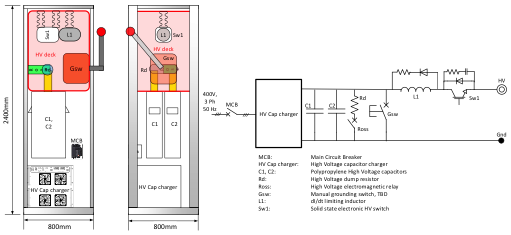 2400mm
Sw1
L1
HV deck
Rd
Gsw
C1,
C2
MCB
HV Cap charger
800mm
L1
Sw1
HV deck
Gsw
Rd
C1
C2
HV Cap charger
800mm
400V,
3 Ph
50 Hz
MCB
HV Cap charger
C1
C2
Rd
Ross
Gsw
L1
Sw1
HV
Gnd
MCB: Main Circuit Breaker
HV Cap charger: High Voltage capacitor charger
C1, C2: Polypropylene High Voltage capacitors
Rd: High Voltage dump resistor
Ross: High Voltage electromagnetic relay
Gsw: Manual grounding switch, TBD
L1: dI/dt limiting inductor
Sw1: Solid state electronic HV switch